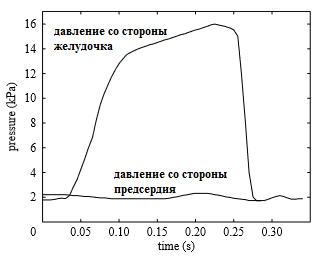 16
14
12
10
8
6
4
2
0
pressure (kPa)
давление со стороны
желудочка
давление со стороны
предсердия
0.05 0.10 0.15 0.20 0.25 0.30
time (s)